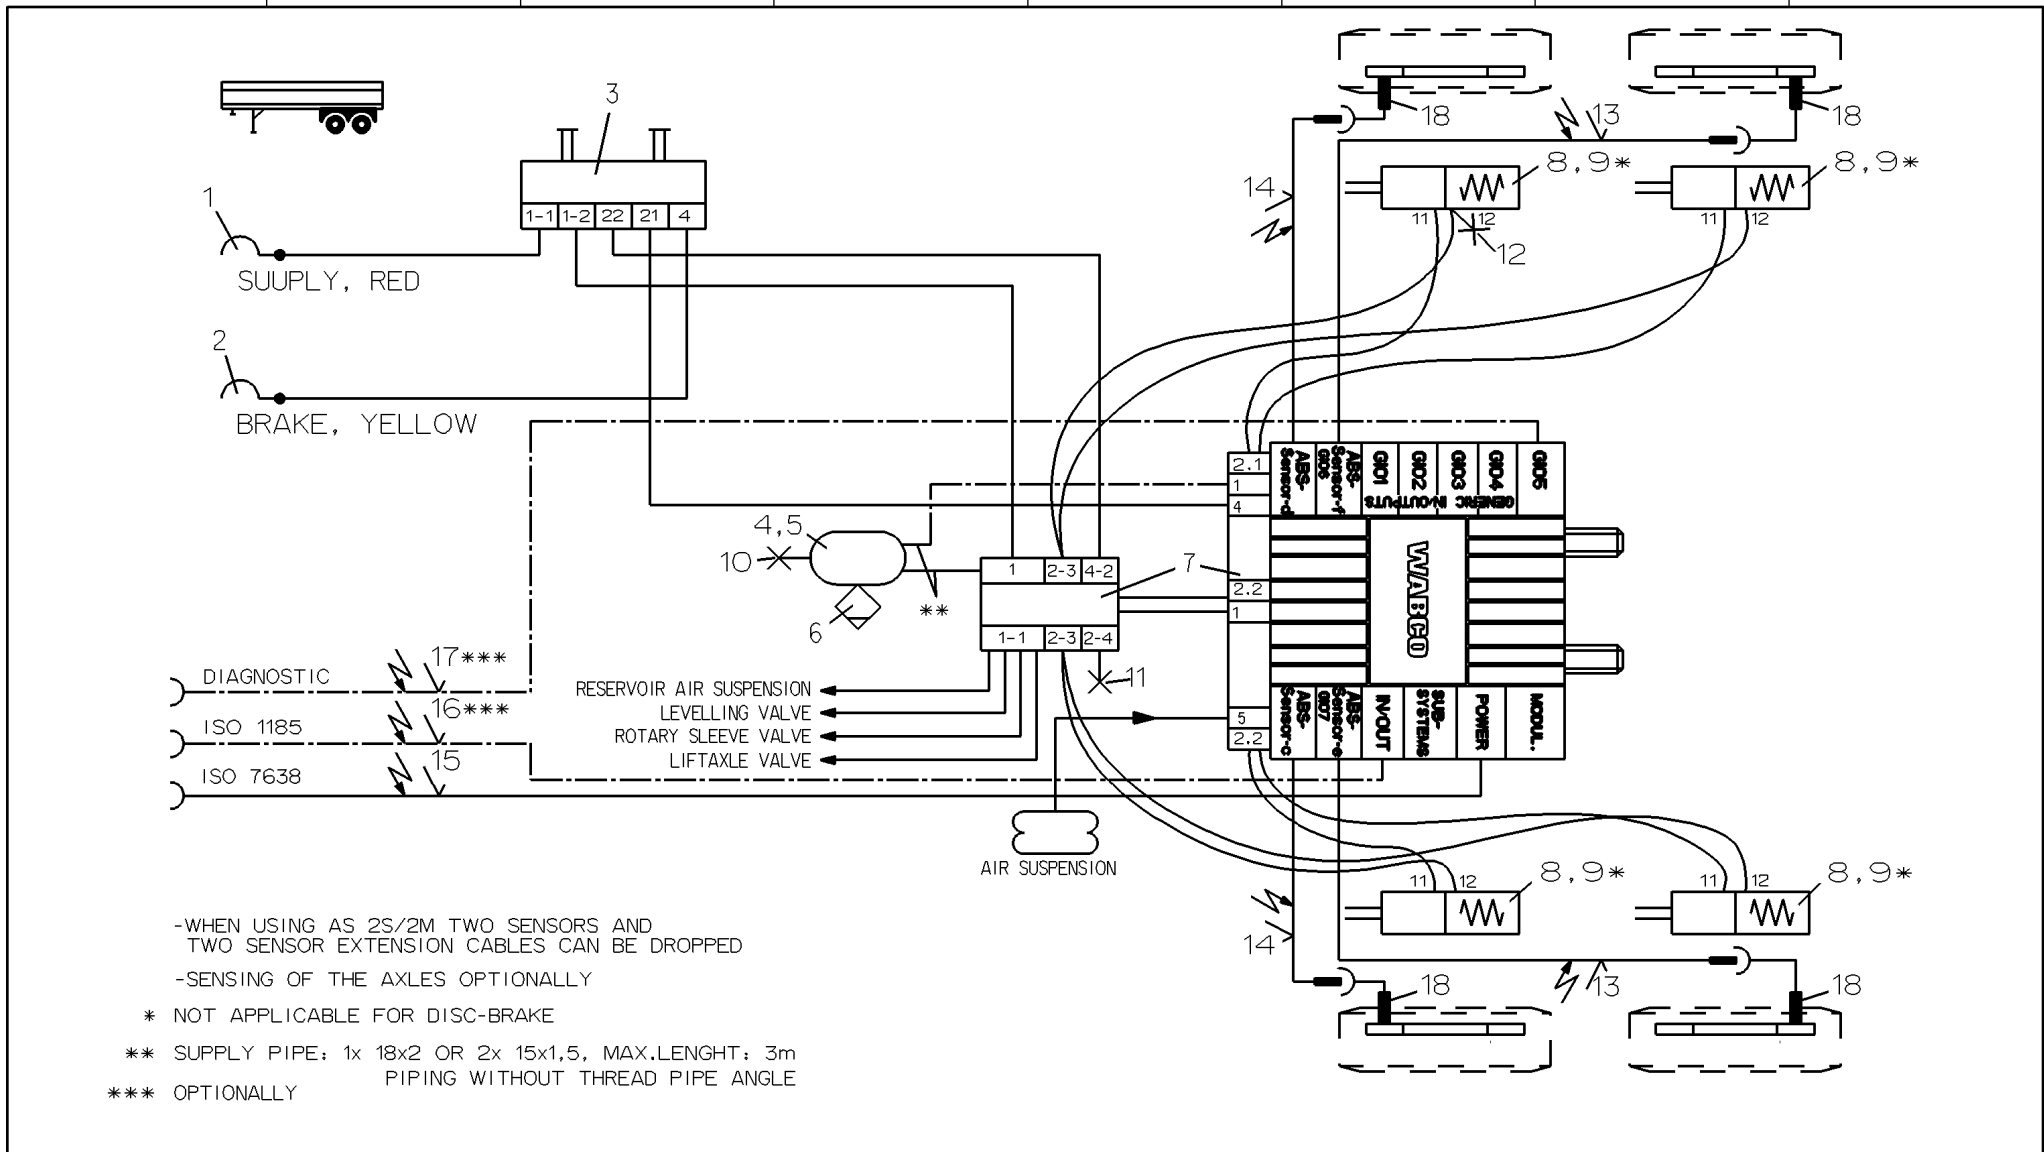 3
18
13
18
8,9*
8,9*
14
11
12
11
12
12
1
1-1
1-2
22
21
4
SUUPLY, RED
2
BRAKE, YELLOW
2.1
1
4
ABS-
Sensor-d
ABS-
Sensor-f
GIO6
GIO1
GIO2
GIO3
GIO4
GIO5
GENERIC IN/OUTPUTS
4,5
10
6
**
1
2-3
4-2
7
2.2
1
WABCO
1-1
2-3
2-4
11
DIAGNOSTIC
17***
ISO 1185
16***
ISO 7638
15
RESERVOIR AIR SUSPENSION
LEVELLING VALVE
ROTARY SLEEVE VALVE
LIFTAXLE VALVE
5
2.2
ABS-
Sensor-c
ABS-
Sensor-e
GIO7
IN/OUT
SUB-
SYSTEMS
POWER
MODUL..
AIR SUSPENSION
11
12
8,9*
11
12
8,9*
14
13
18
18
-WHEN USING AS 2S/2M TWO SENSORS AND
TWO SENSOR EXTENSION CABLES CAN BE DROPPED
-SENSING OF THE AXLES OPTIONALLY
* NOT APPLICABLE FOR DISC-BRAKE
** SUPPLY PIPE: 1x 18x2 OR 2x 15x1,5, MAX.LENGHT: 3m
PIPING WITHOUT THREAD PIPE ANGLE
*** OPTIONALLY